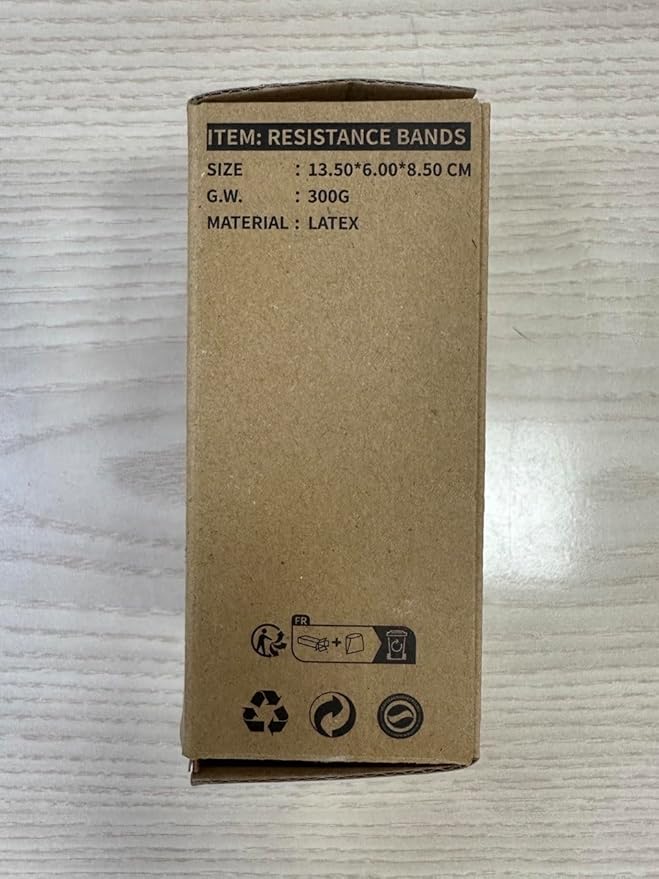 ITEM: RESISTANCE BANDS
SIZE : 13.50*6.00*8.50 CM
G.W. : 300G
MATERIAL : LATEX
FR